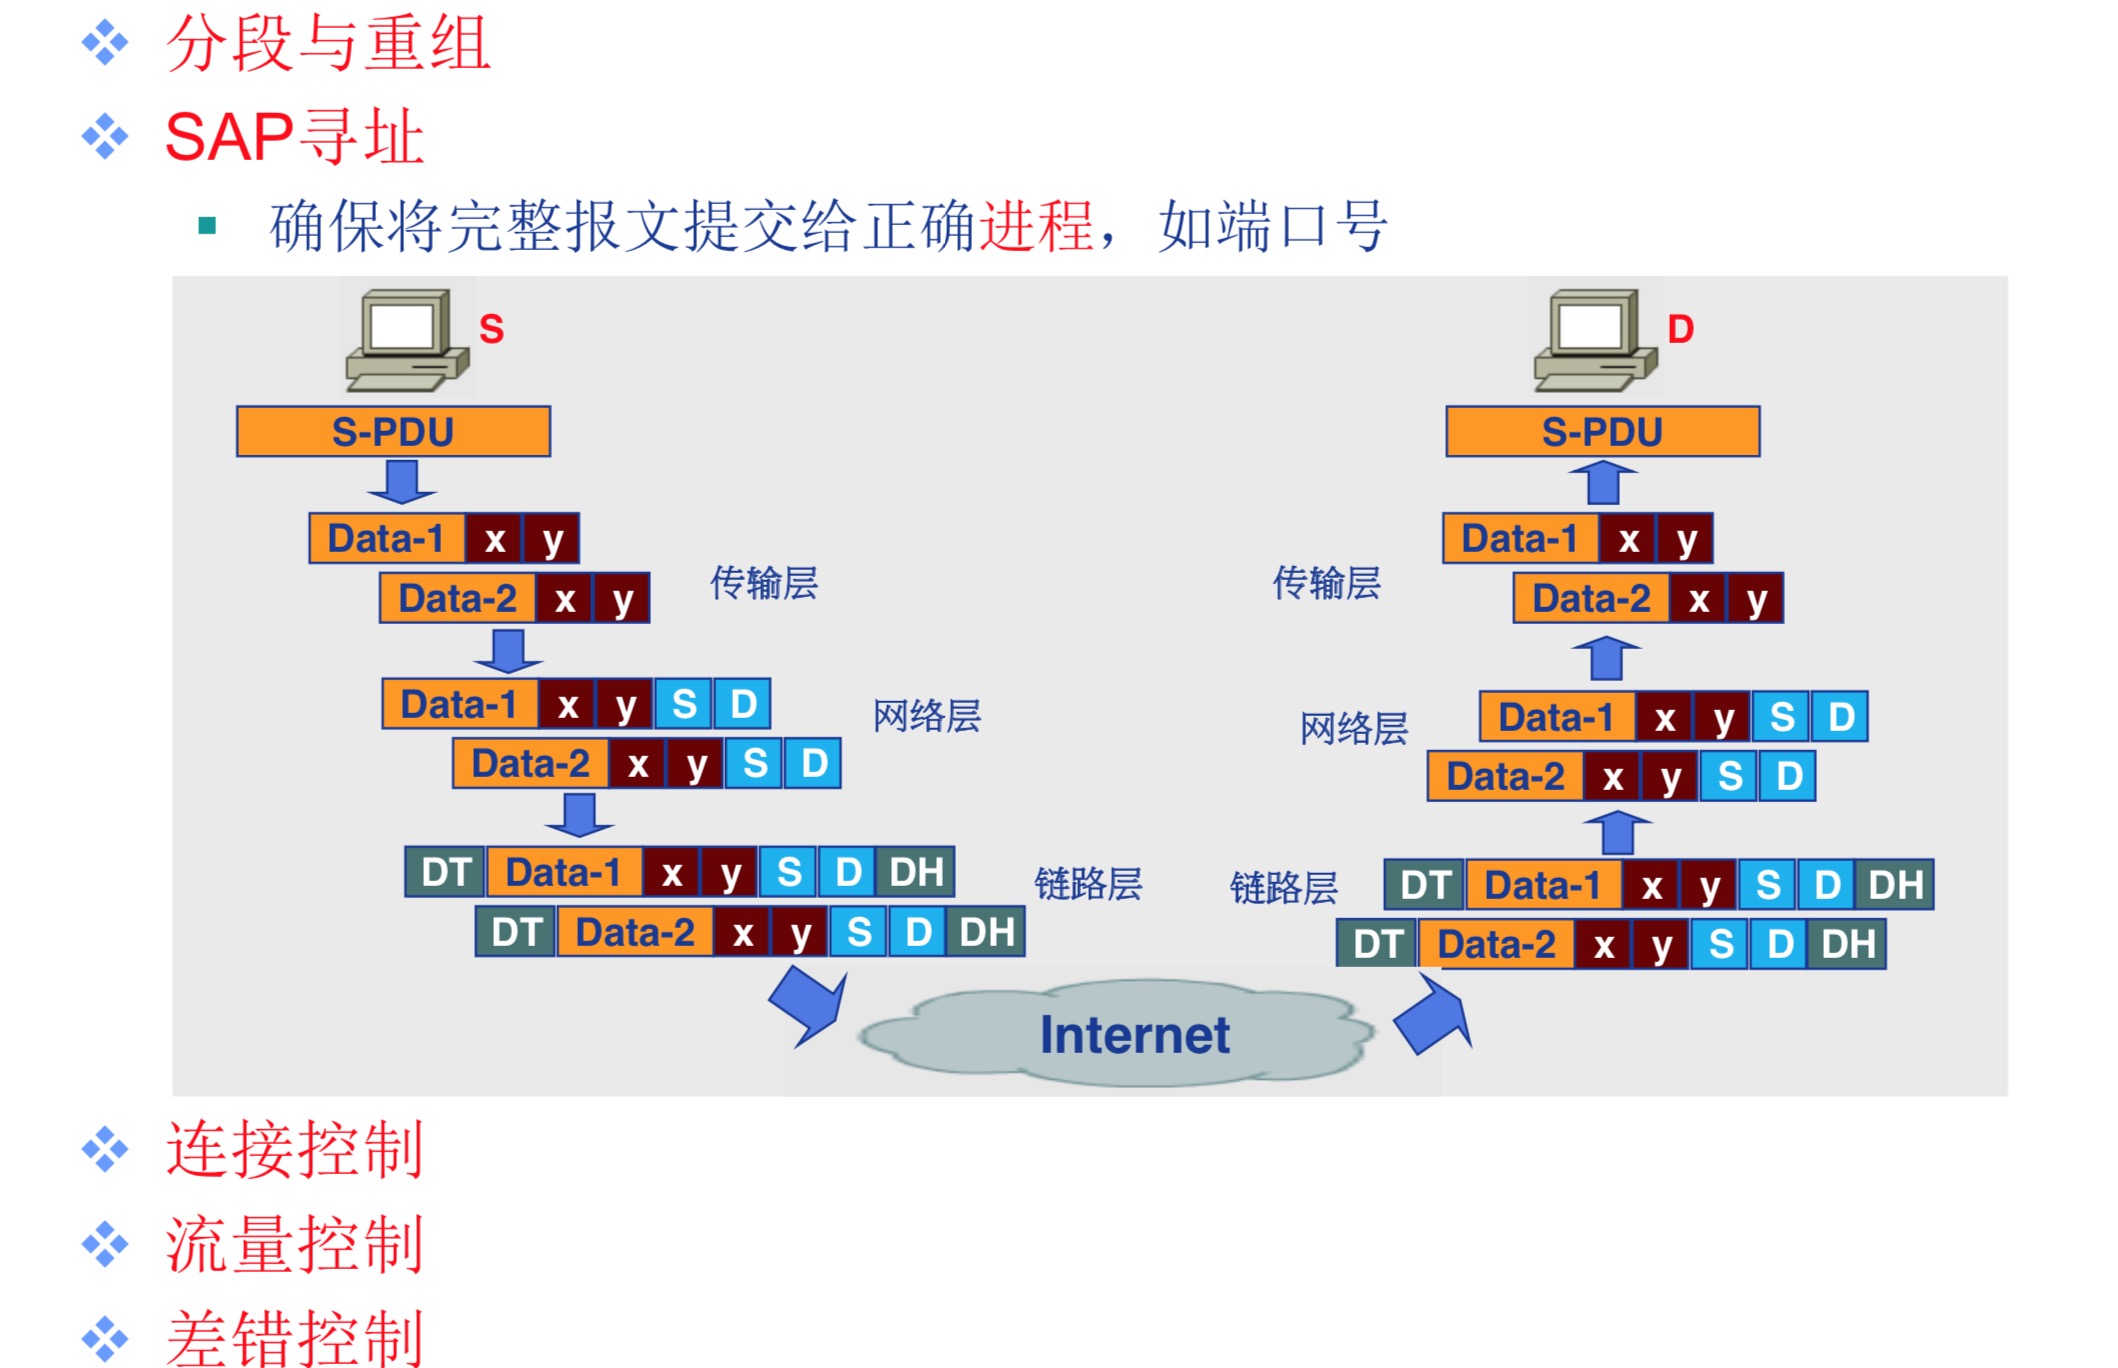 分段与重组
SAP寻址
确保将完整报文提交给正确进程，如端口号
S
D
S-PDU
S-PDU
Data-1 x y
Data-1 x y
Data-2 x y
传输层
传输层
Data-2 x y
Data-1 x y S D
网络层
网络层
Data-1 x y S D
Data-2 x y S D
Data-2 x y S D
DT Data-1 x y S D DH
链路层
链路层
DT Data-1 x y S D DH
DT Data-2 x y S D DH
DT Data-2 x y S D DH
Internet
连接控制
流量控制
差错控制